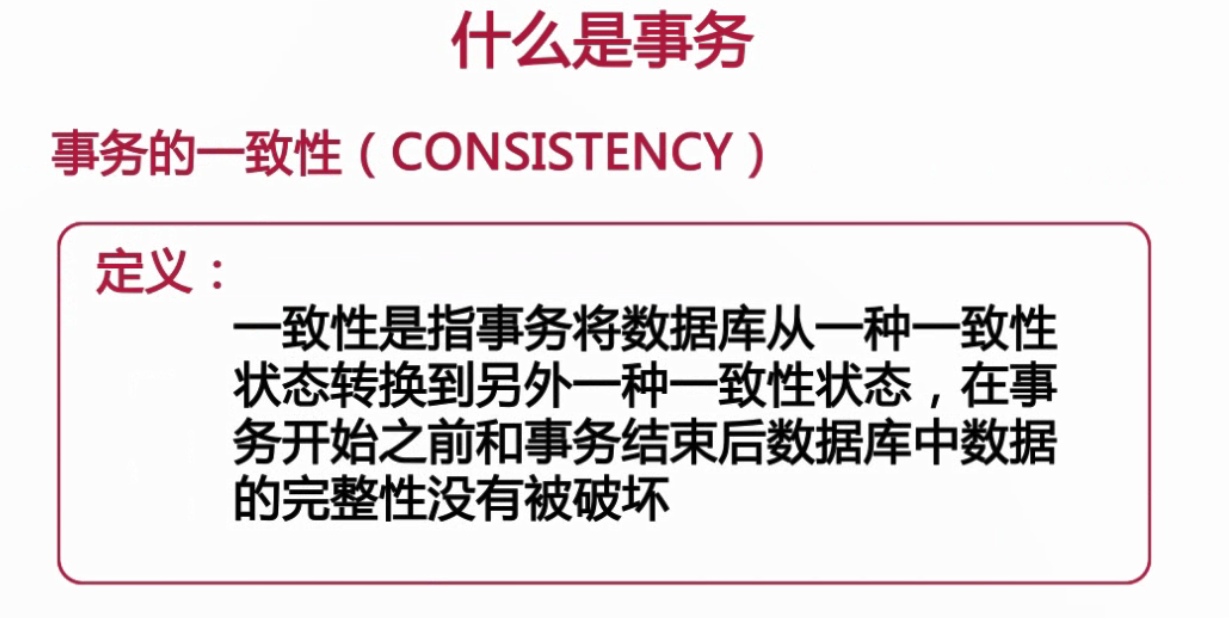 什么是事务
事务的一致性（CONSISTENCY）
定义：
一致性是指事务将数据库从一种一致性
状态转换到另外一种一致性状态，在事
务开始之前和事务结束后数据库中数据
的完整性没有被破坏